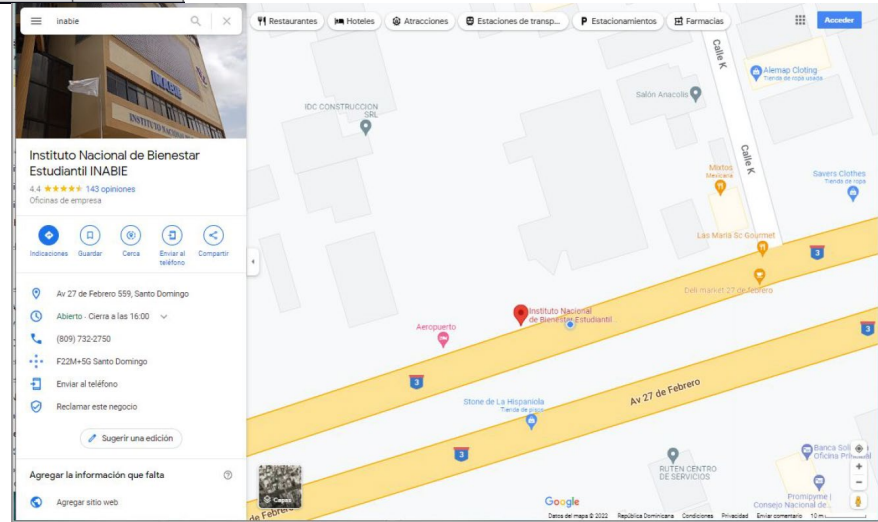 inabie
Restaurantes
Hoteles
Atracciones
Estaciones de transp...
Estacionamientos
Farmacias
Acceder
INSTITUTO NACIONAL
Instituto Nacional de Bienestar
Estudiantil INABIE
4.4 143 opiniones
Oficinas de empresa
Indicaciones
Guardar
Cerca
Enviar al
teléfono
Compartir
Av 27 de Febrero 559, Santo Domingo
Abierto · Cierra a las 16:00
(809) 732-2750
F22M+5G Santo Domingo
Enviar al teléfono
Reclamar este negocio
Sugerir una edición
Agregar la información que falta
Agregar sitio web
Calle K
Alemap Cloting
Tienda de ropa usada
Salón Anacolis
IDC CONSTRUCCION
SRL
Calle K
Mixtos
Mexicana
Savers Clothes
Tienda de ropa
Las Maria Sc Gourmet
3
Deli market 27 de febrero
Instituto Nacional
de Bienestar Estudiantil
Aeropuerto
3
3
Av 27 de Febrero
Stone de La Hispaniola
Tienda de pisos
3
RUTEN CENTRO
DE SERVICIOS
Promipyme |
Consejo Nacional de...
Capas
de Febrero
Google
Datos del mapa © 2022
República Dominicana
Condiciones
Privacidad
Enviar comentario
10 m